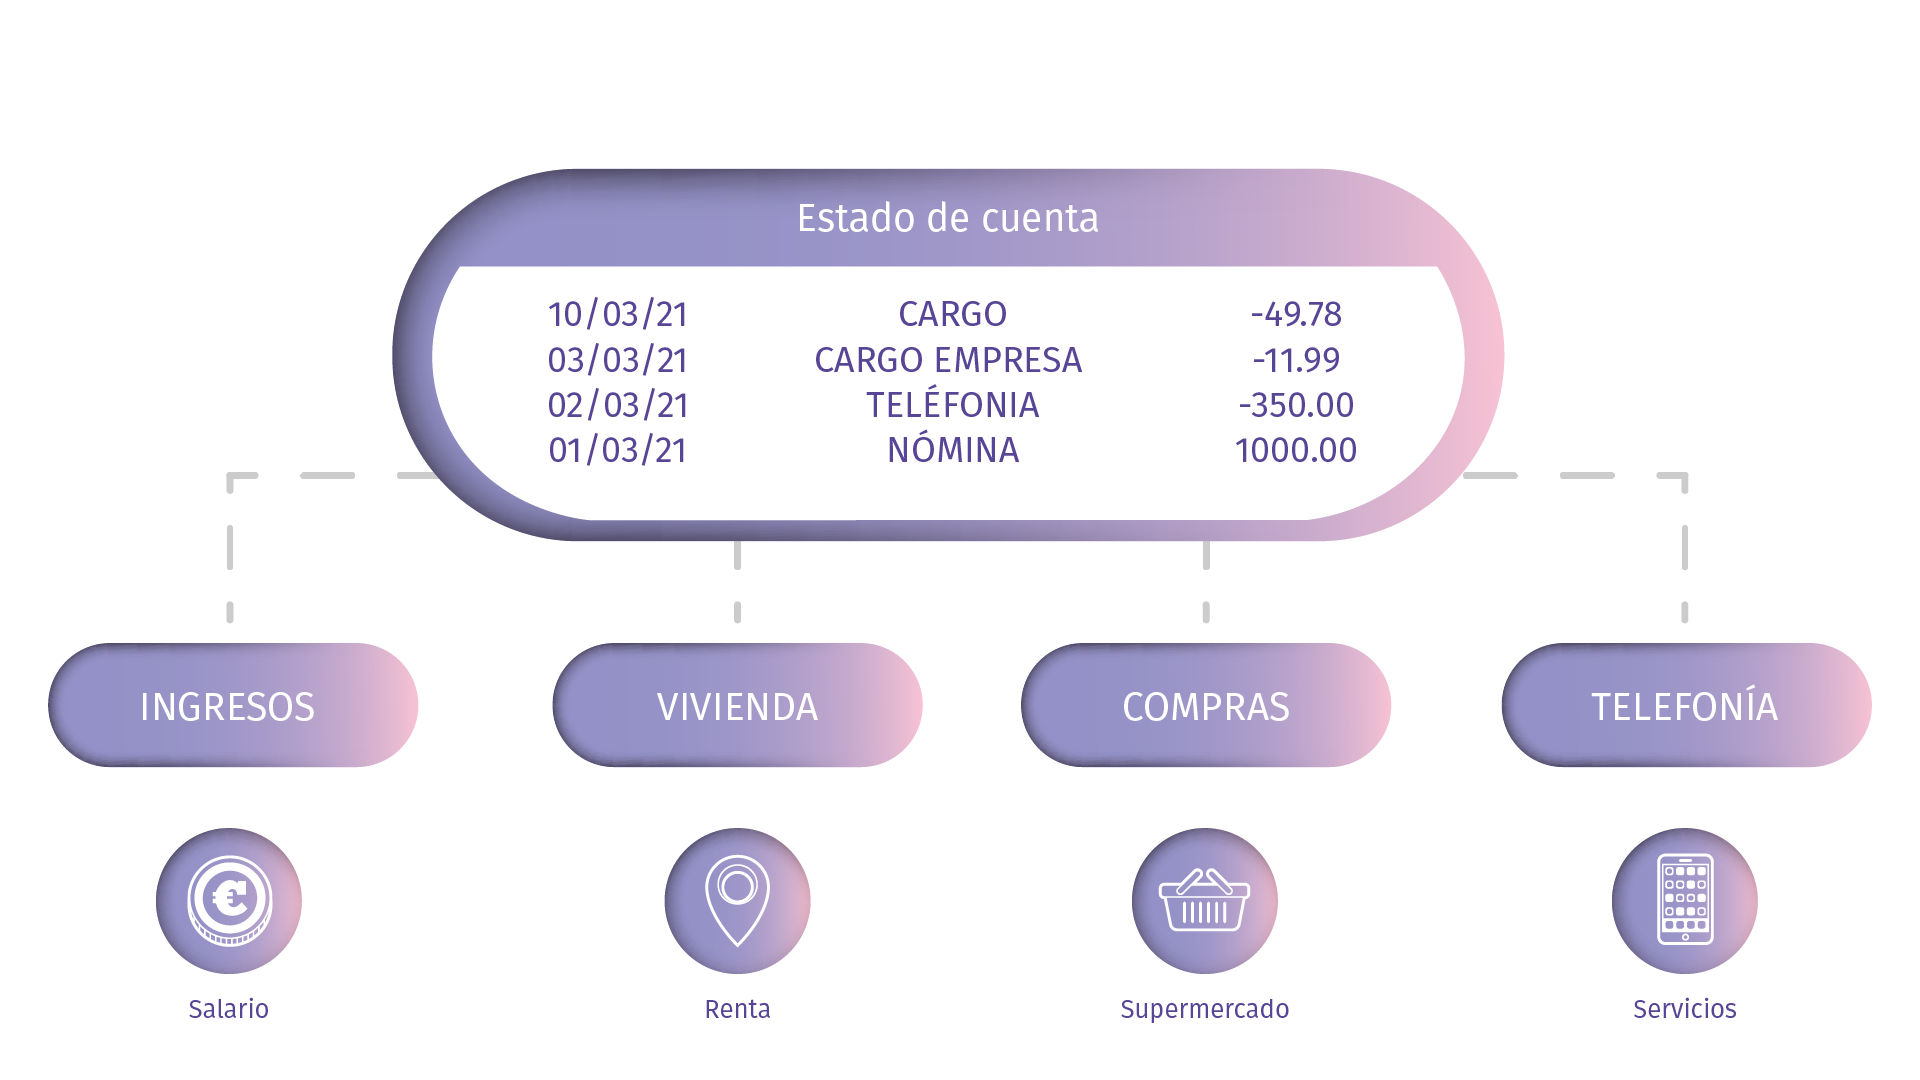 Estado de cuenta
10/03/21 CARGO -49.78
03/03/21 CARGO EMPRESA -11.99
02/03/21 TELÉFONIA -350.00
01/03/21 NÓMINA 1000.00
INGRESOS VIVIENDA COMPRAS TELEFONÍA
€
Salario Renta Supermercado Servicios